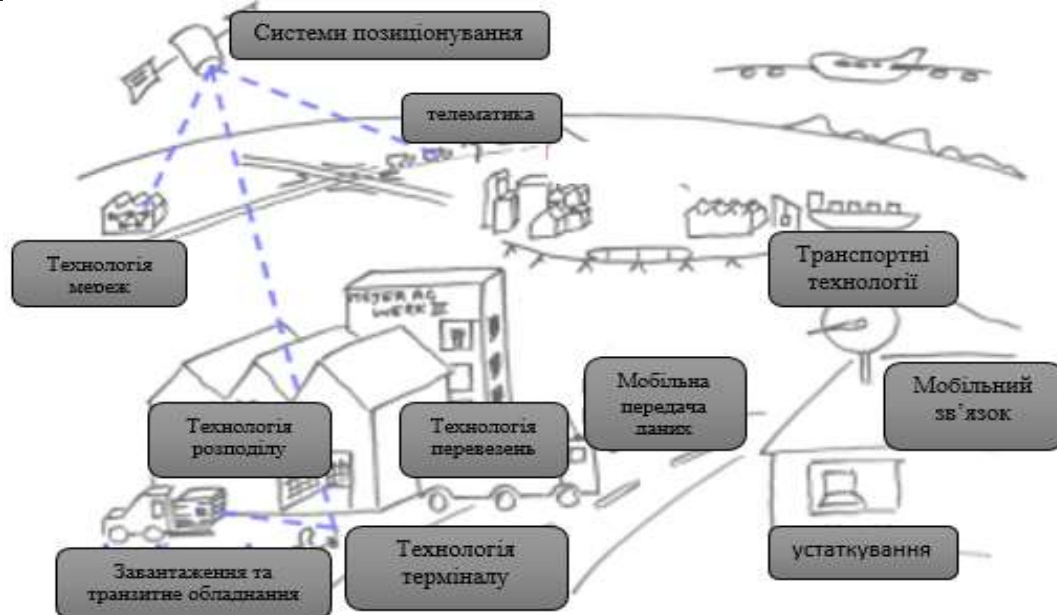 Системи позиціонування
телематика
Технологія
мереж
Транспортні
технології
MEYER AG
WERK II
Мобільна
передача
даних
Мобільний
зв’язок
Технологія
розподілу
Технологія
перевезень
Завантаження та
транзитне обладнання
Технологія
терміналу
устаткування